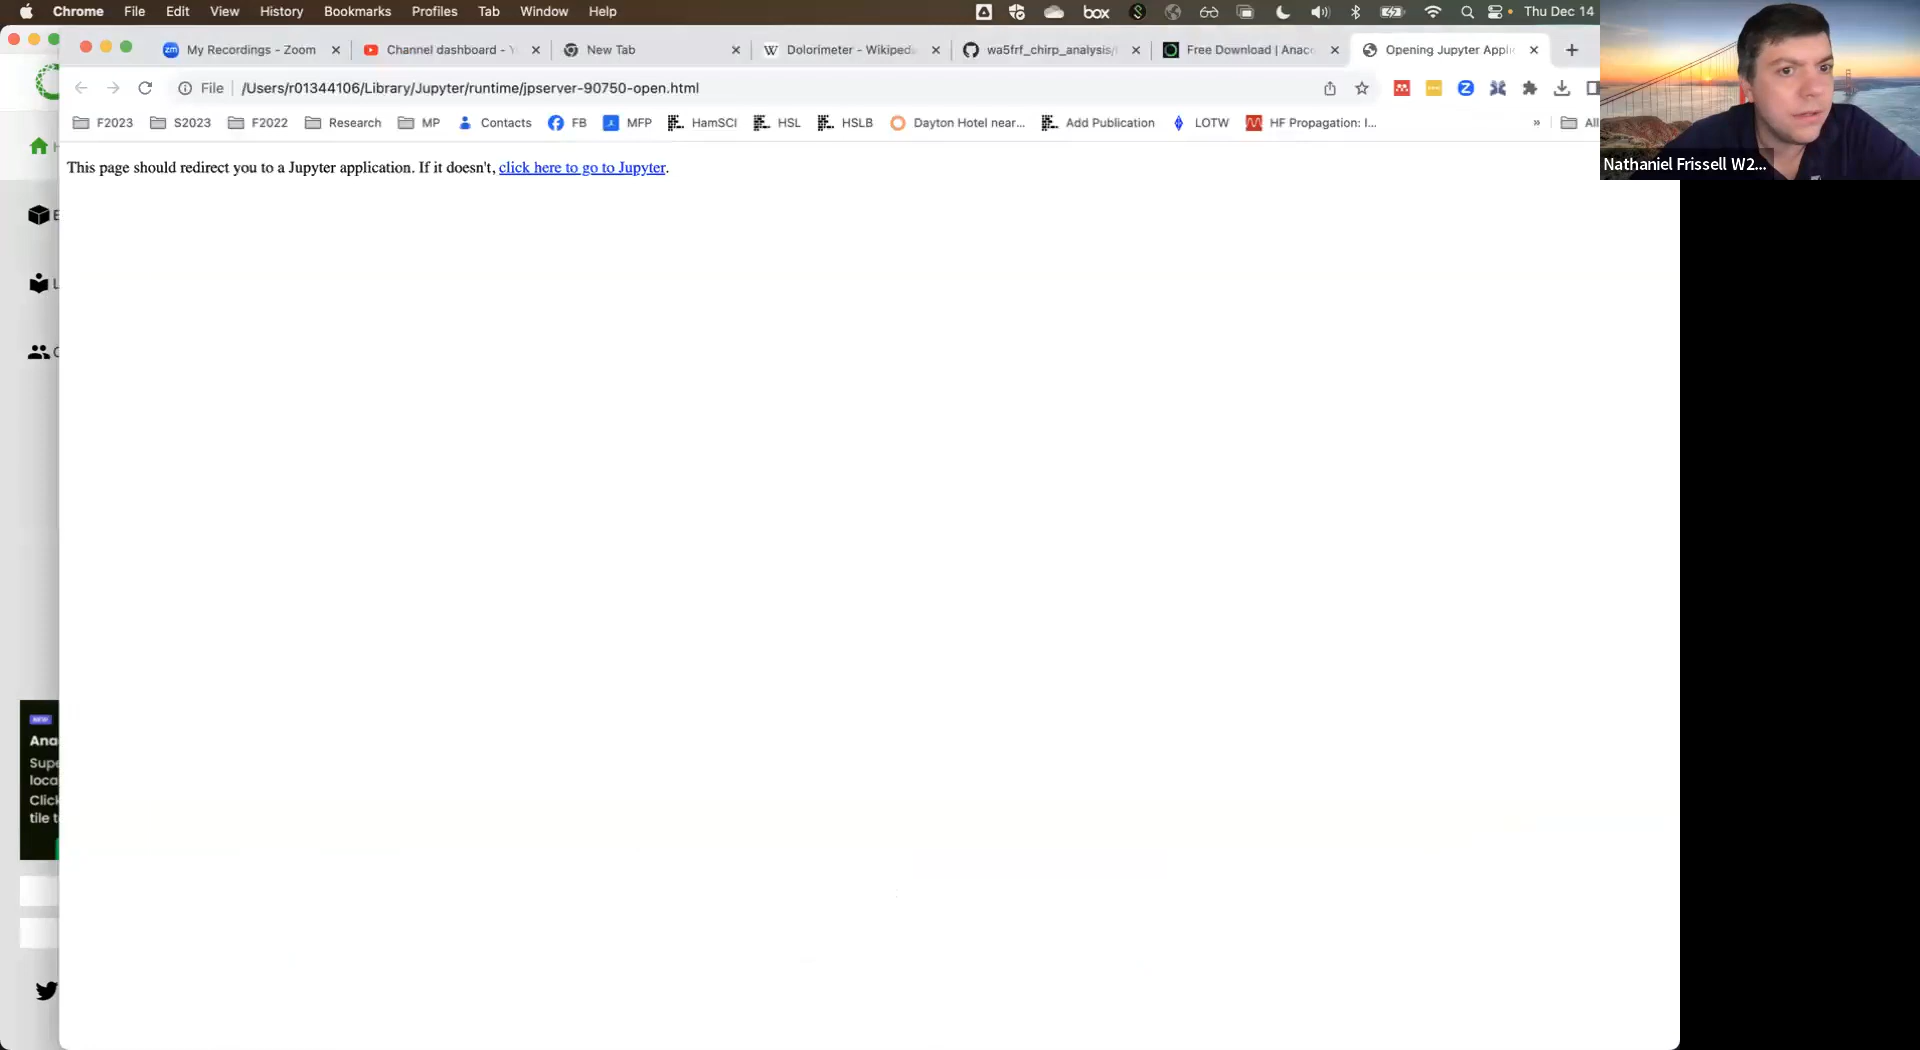 Chrome File Edit View History Bookmarks Profiles Tab Window Help box Thu Dec 14
My Recordings - Zoom Channel dashboard - New Tab Dolorimeter - Wikipedi wa5frf_chirp_analysis/ Free Download | Anac Opening Jupyter Appli
File /Users/r01344106/Library/Jupyter/runtime/jpserver-90750-open.html
F2023 S2023 F2022 Research MP Contacts FB MFP HamSCI HSL HSLB Dayton Hotel near... Add Publication LOTW HF Propagation: I... » All
This page should redirect you to a Jupyter application. If it doesn't, click here to go to Jupyter.
Nathaniel Frissell W2...
NEW
Ana
Supe
loca
Click
tile t